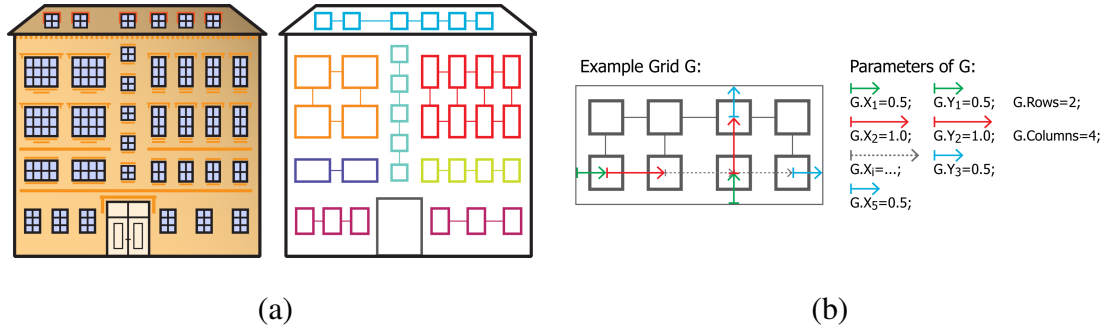 Example Grid G:
Parameters of G:
G.X₁=0.5; G.Y₁=0.5; G.Rows=2;
G.X₂=1.0; G.Y₂=1.0; G.Columns=4;
G.Xᵢ=...; G.Y₃=0.5;
G.X₅=0.5;
(a) (b)